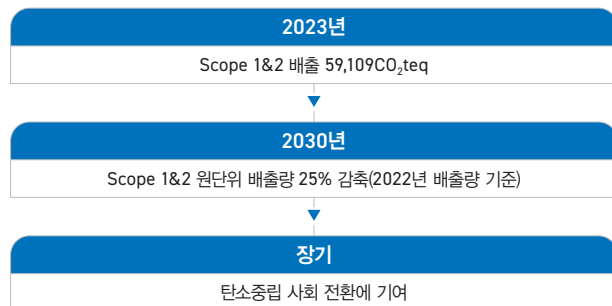 2023년
Scope 1&2 배출 59,109CO₂teq
2030년
Scope 1&2 원단위 배출량 25% 감축(2022년 배출량 기준)
장기
탄소중립 사회 전환에 기여